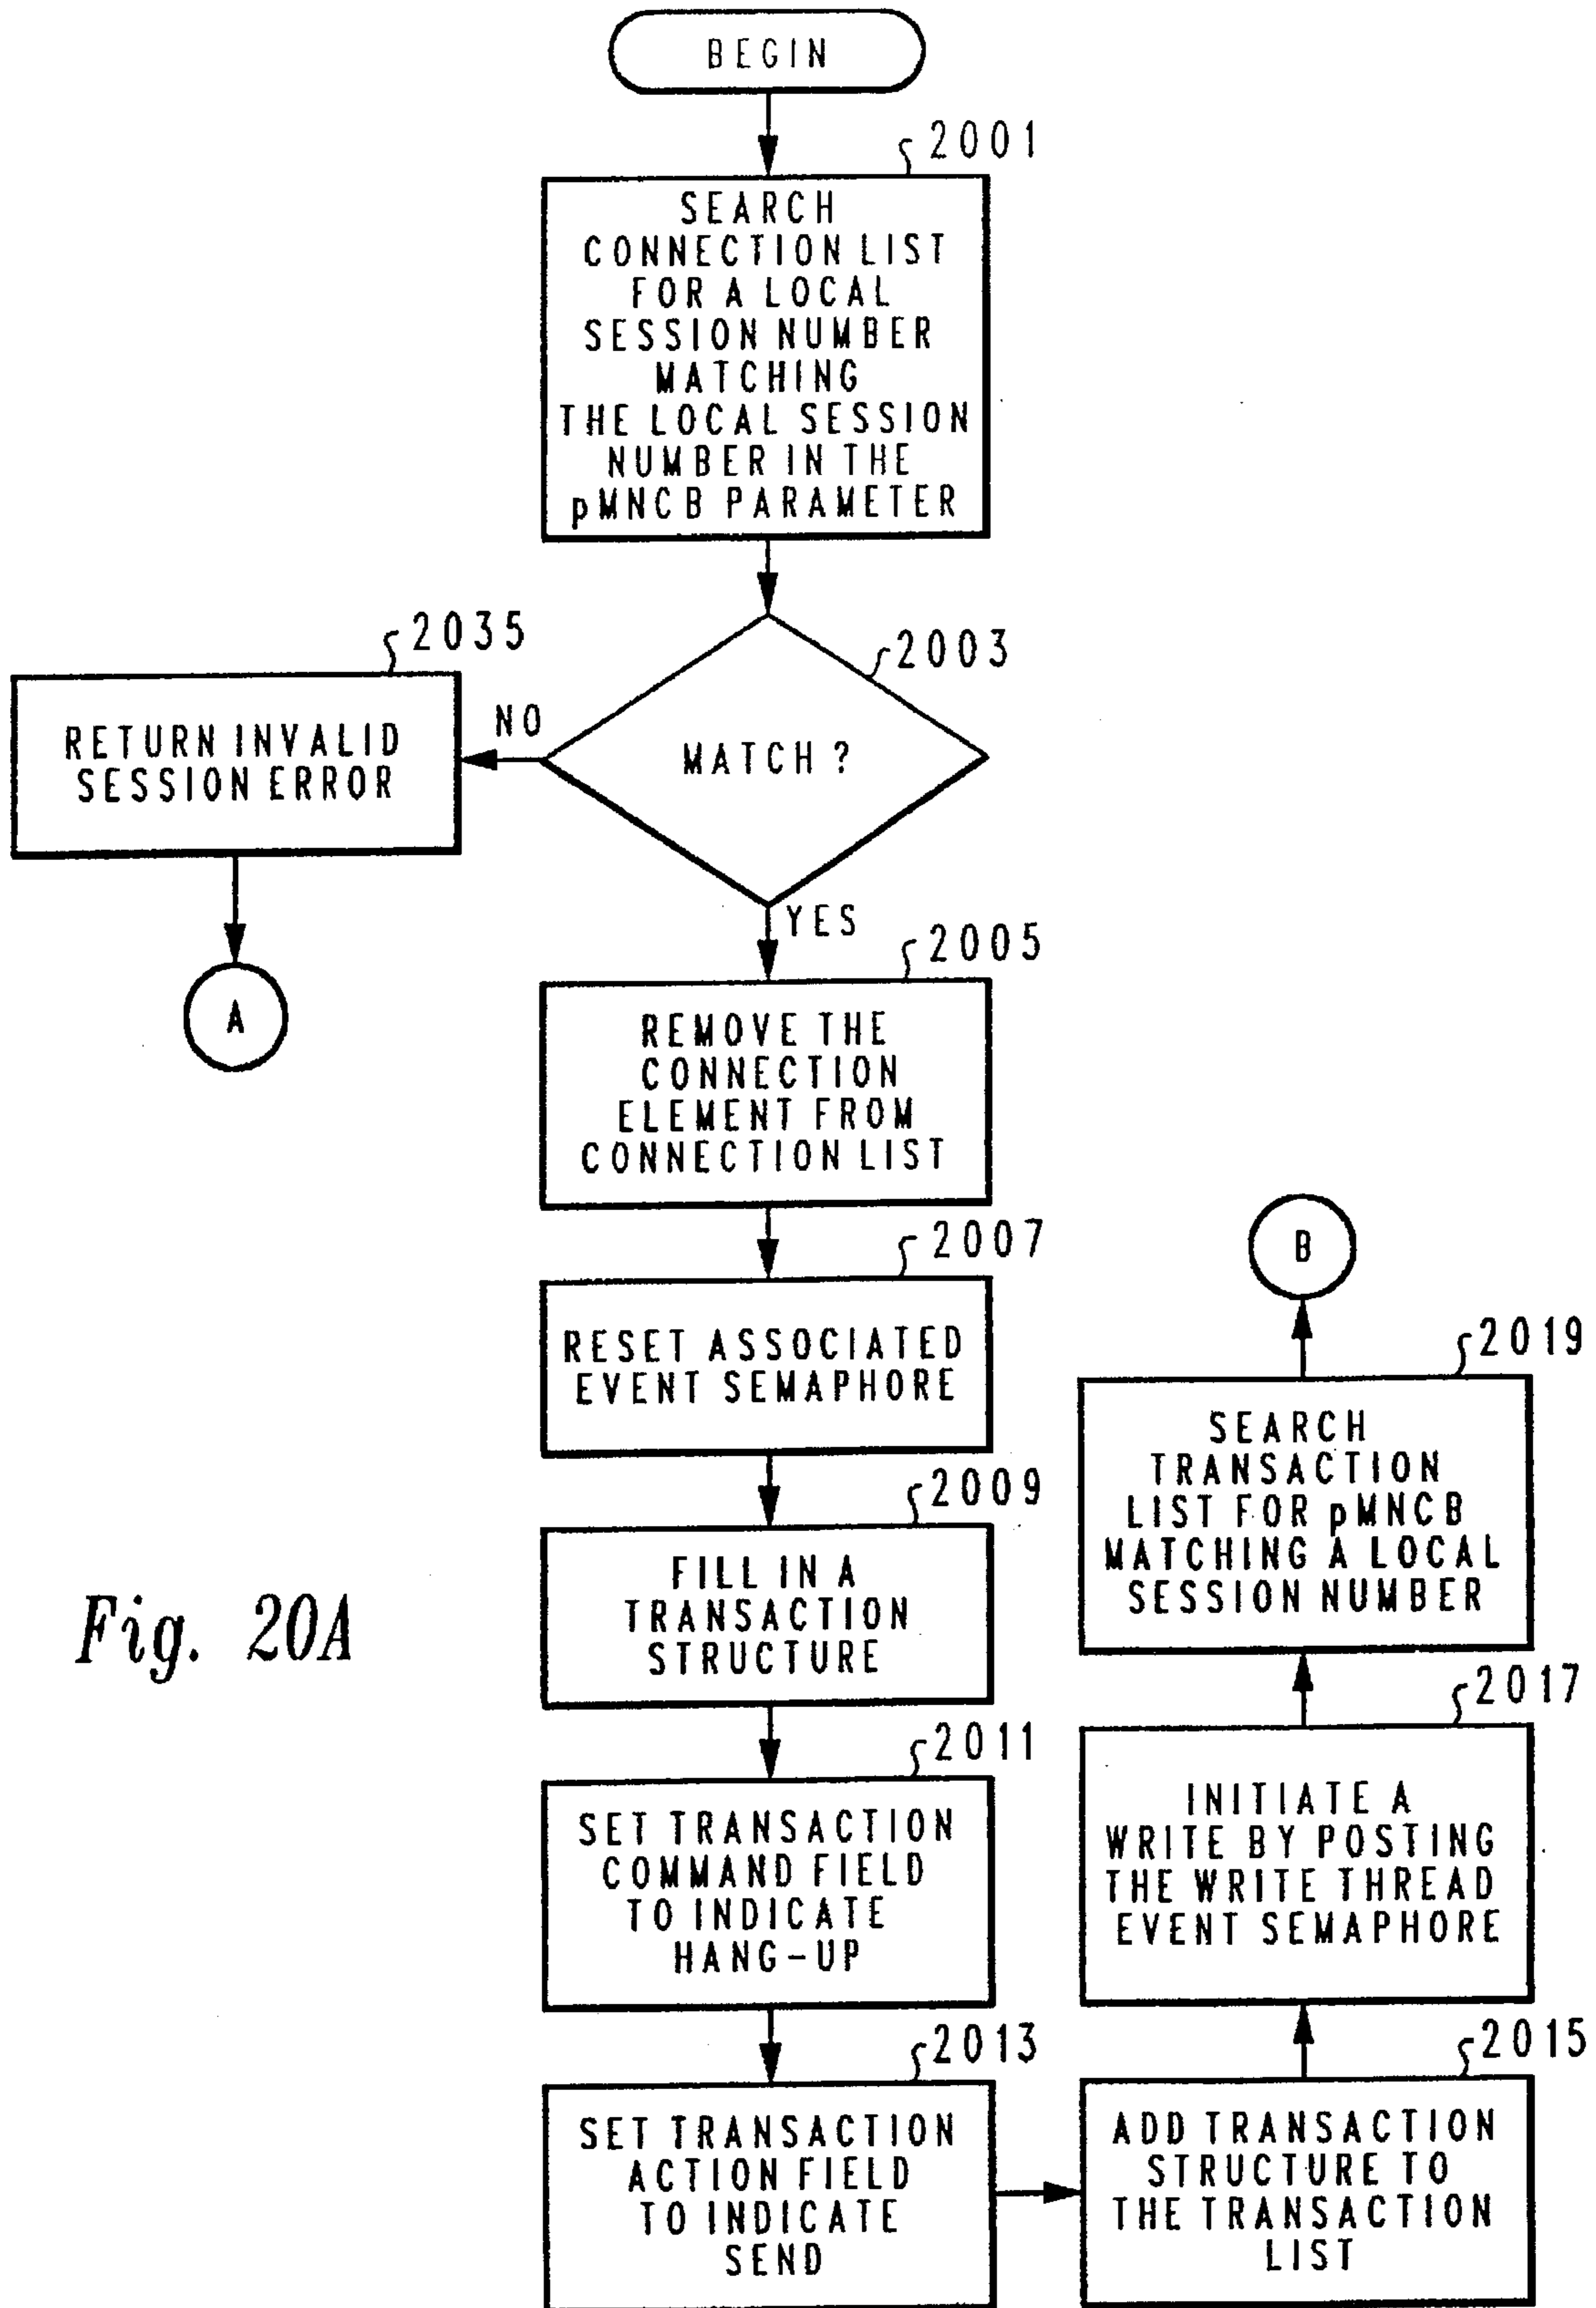 BEGIN
2001
SEARCH
CONNECTION LIST
FOR A LOCAL
SESSION NUMBER
MATCHING
THE LOCAL SESSION
NUMBER IN THE
pMNCB PARAMETER
2003
MATCH ?
NO
2035
RETURN INVALID
SESSION ERROR
A
YES
2005
REMOVE THE
CONNECTION
ELEMENT FROM
CONNECTION LIST
2007
RESET ASSOCIATED
EVENT SEMAPHORE
2009
FILL IN A
TRANSACTION
STRUCTURE
2011
SET TRANSACTION
COMMAND FIELD
TO INDICATE
HANG-UP
2013
SET TRANSACTION
ACTION FIELD
TO INDICATE
SEND
2015
ADD TRANSACTION
STRUCTURE TO
THE TRANSACTION
LIST
2017
INITIATE A
WRITE BY POSTING
THE WRITE THREAD
EVENT SEMAPHORE
2019
SEARCH
TRANSACTION
LIST FOR pMNCB
MATCHING A LOCAL
SESSION NUMBER
B
Fig. 20A